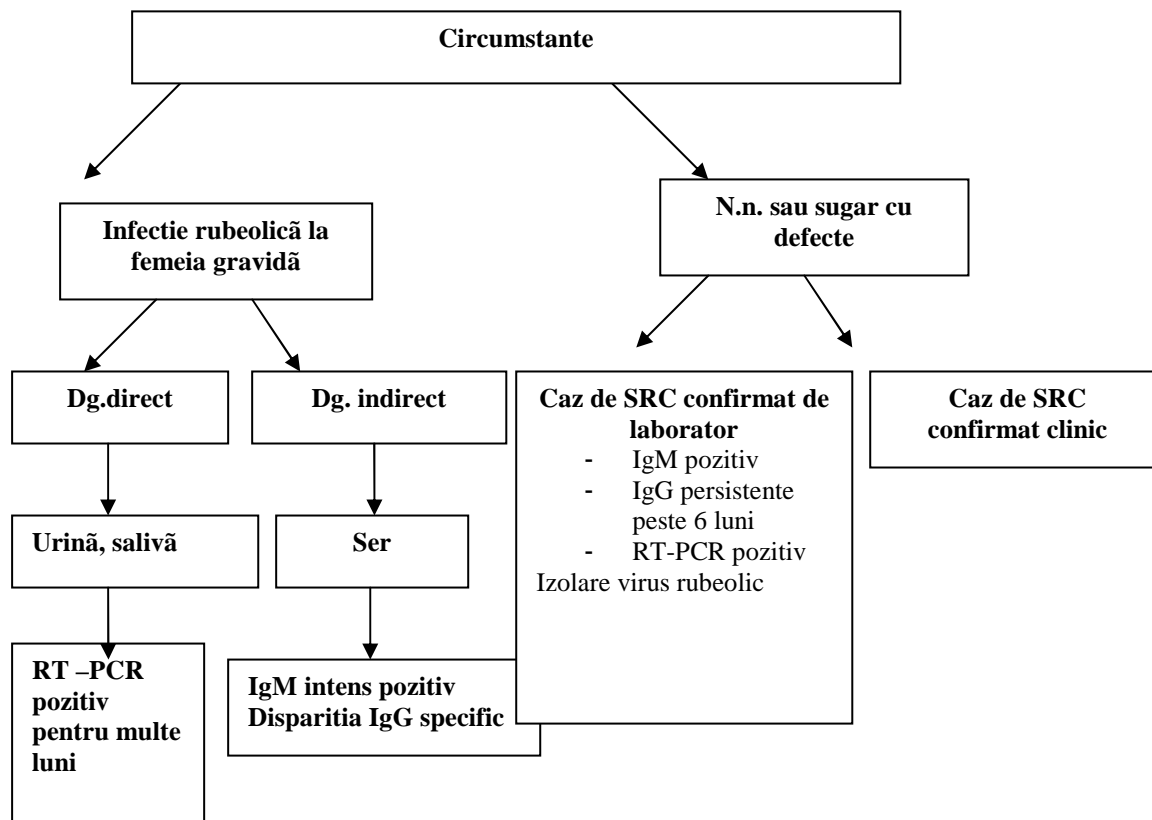 Circumstante
Infectie rubeolicã la
femeia gravidã
N.n. sau sugar cu
defecte
Dg.direct
Dg. indirect
Caz de SRC confirmat de
laborator
- IgM pozitiv
- IgG persistente
peste 6 luni
- RT-PCR pozitiv
Izolare virus rubeolic
Caz de SRC
confirmat clinic
Urinã, salivã
Ser
RT –PCR
pozitiv
pentru multe
luni
IgM intens pozitiv
Disparitia IgG specific